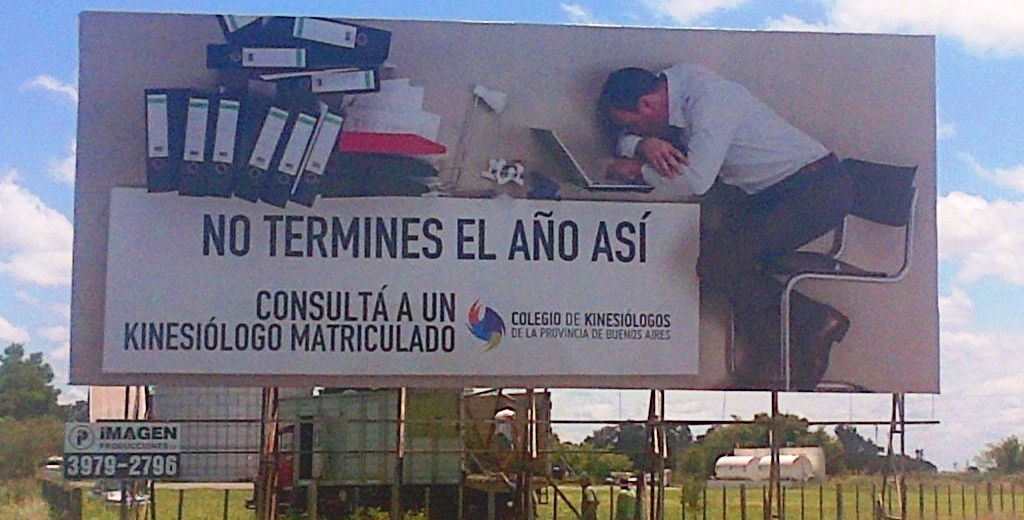 NO TERMINES EL AÑO ASÍ
CONSULTÁ A UN
KINESIÓLOGO MATRICULADO
COLEGIO DE KINESIÓLOGOS
DE LA PROVINCIA DE BUENOS AIRES
iMAGEN
PRODUCCIONES
3979-2796